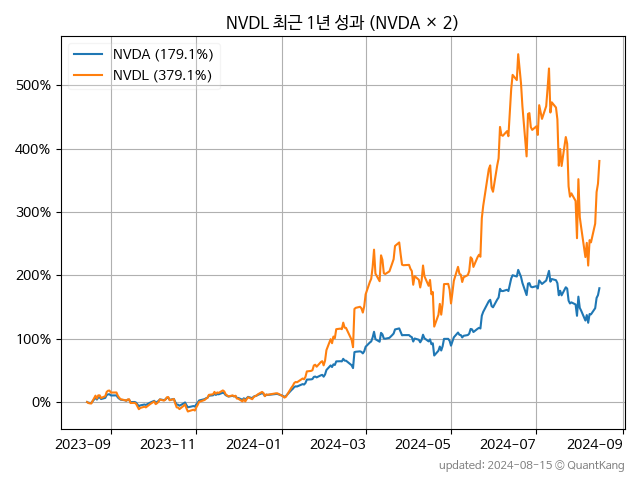 NVDL 최근 1년 성과 (NVDA × 2)
NVDA (179.1%)
NVDL (379.1%)
500%
400%
300%
200%
100%
0%
2023-09 2023-11 2024-01 2024-03 2024-05 2024-07 2024-09
updated: 2024-08-15 © QuantKang